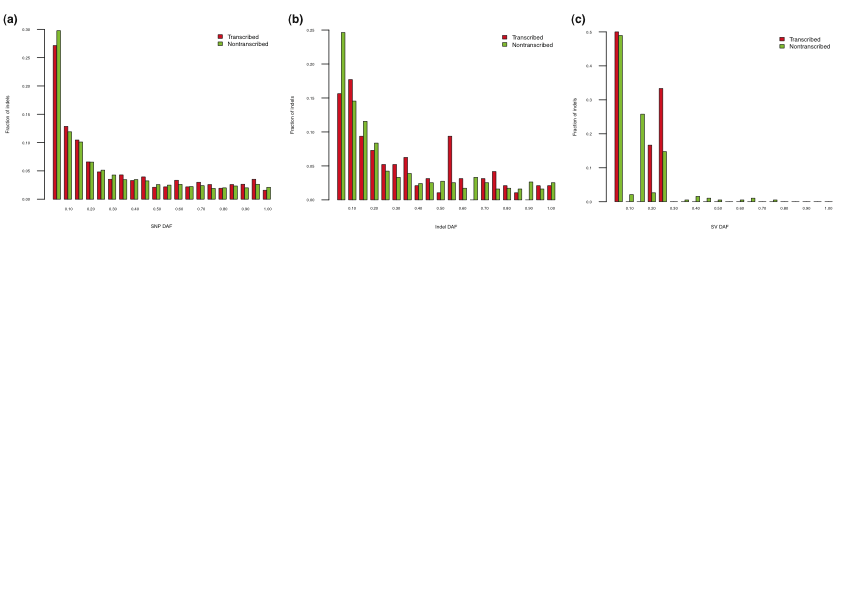 (a)
Transcribed
Nontranscribed
0.30
0.25
0.20
0.15
0.10
0.05
0.00
Fraction of indels
0.10 0.20 0.30 0.40 0.50 0.60 0.70 0.80 0.90 1.00
SNP DAF
(b)
Transcribed
Nontranscribed
0.25
0.20
0.15
0.10
0.05
0.00
Fraction of indels
0.10 0.20 0.30 0.40 0.50 0.60 0.70 0.80 0.90 1.00
Indel DAF
(c)
Transcribed
Nontranscribed
0.5
0.4
0.3
0.2
0.1
0.0
Fraction of indels
0.10 0.20 0.30 0.40 0.50 0.60 0.70 0.80 0.90 1.00
SV DAF